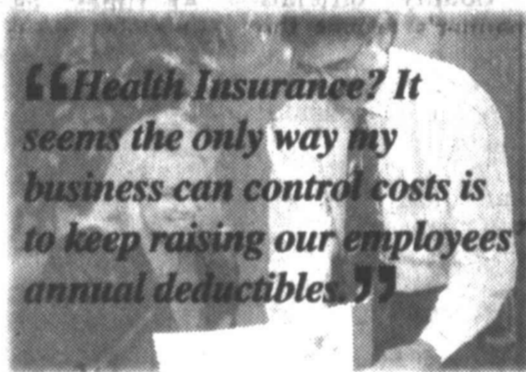 “Health Insurance? It
seems the only way my
business can control costs is
to keep raising our employees
annual deductibles.”